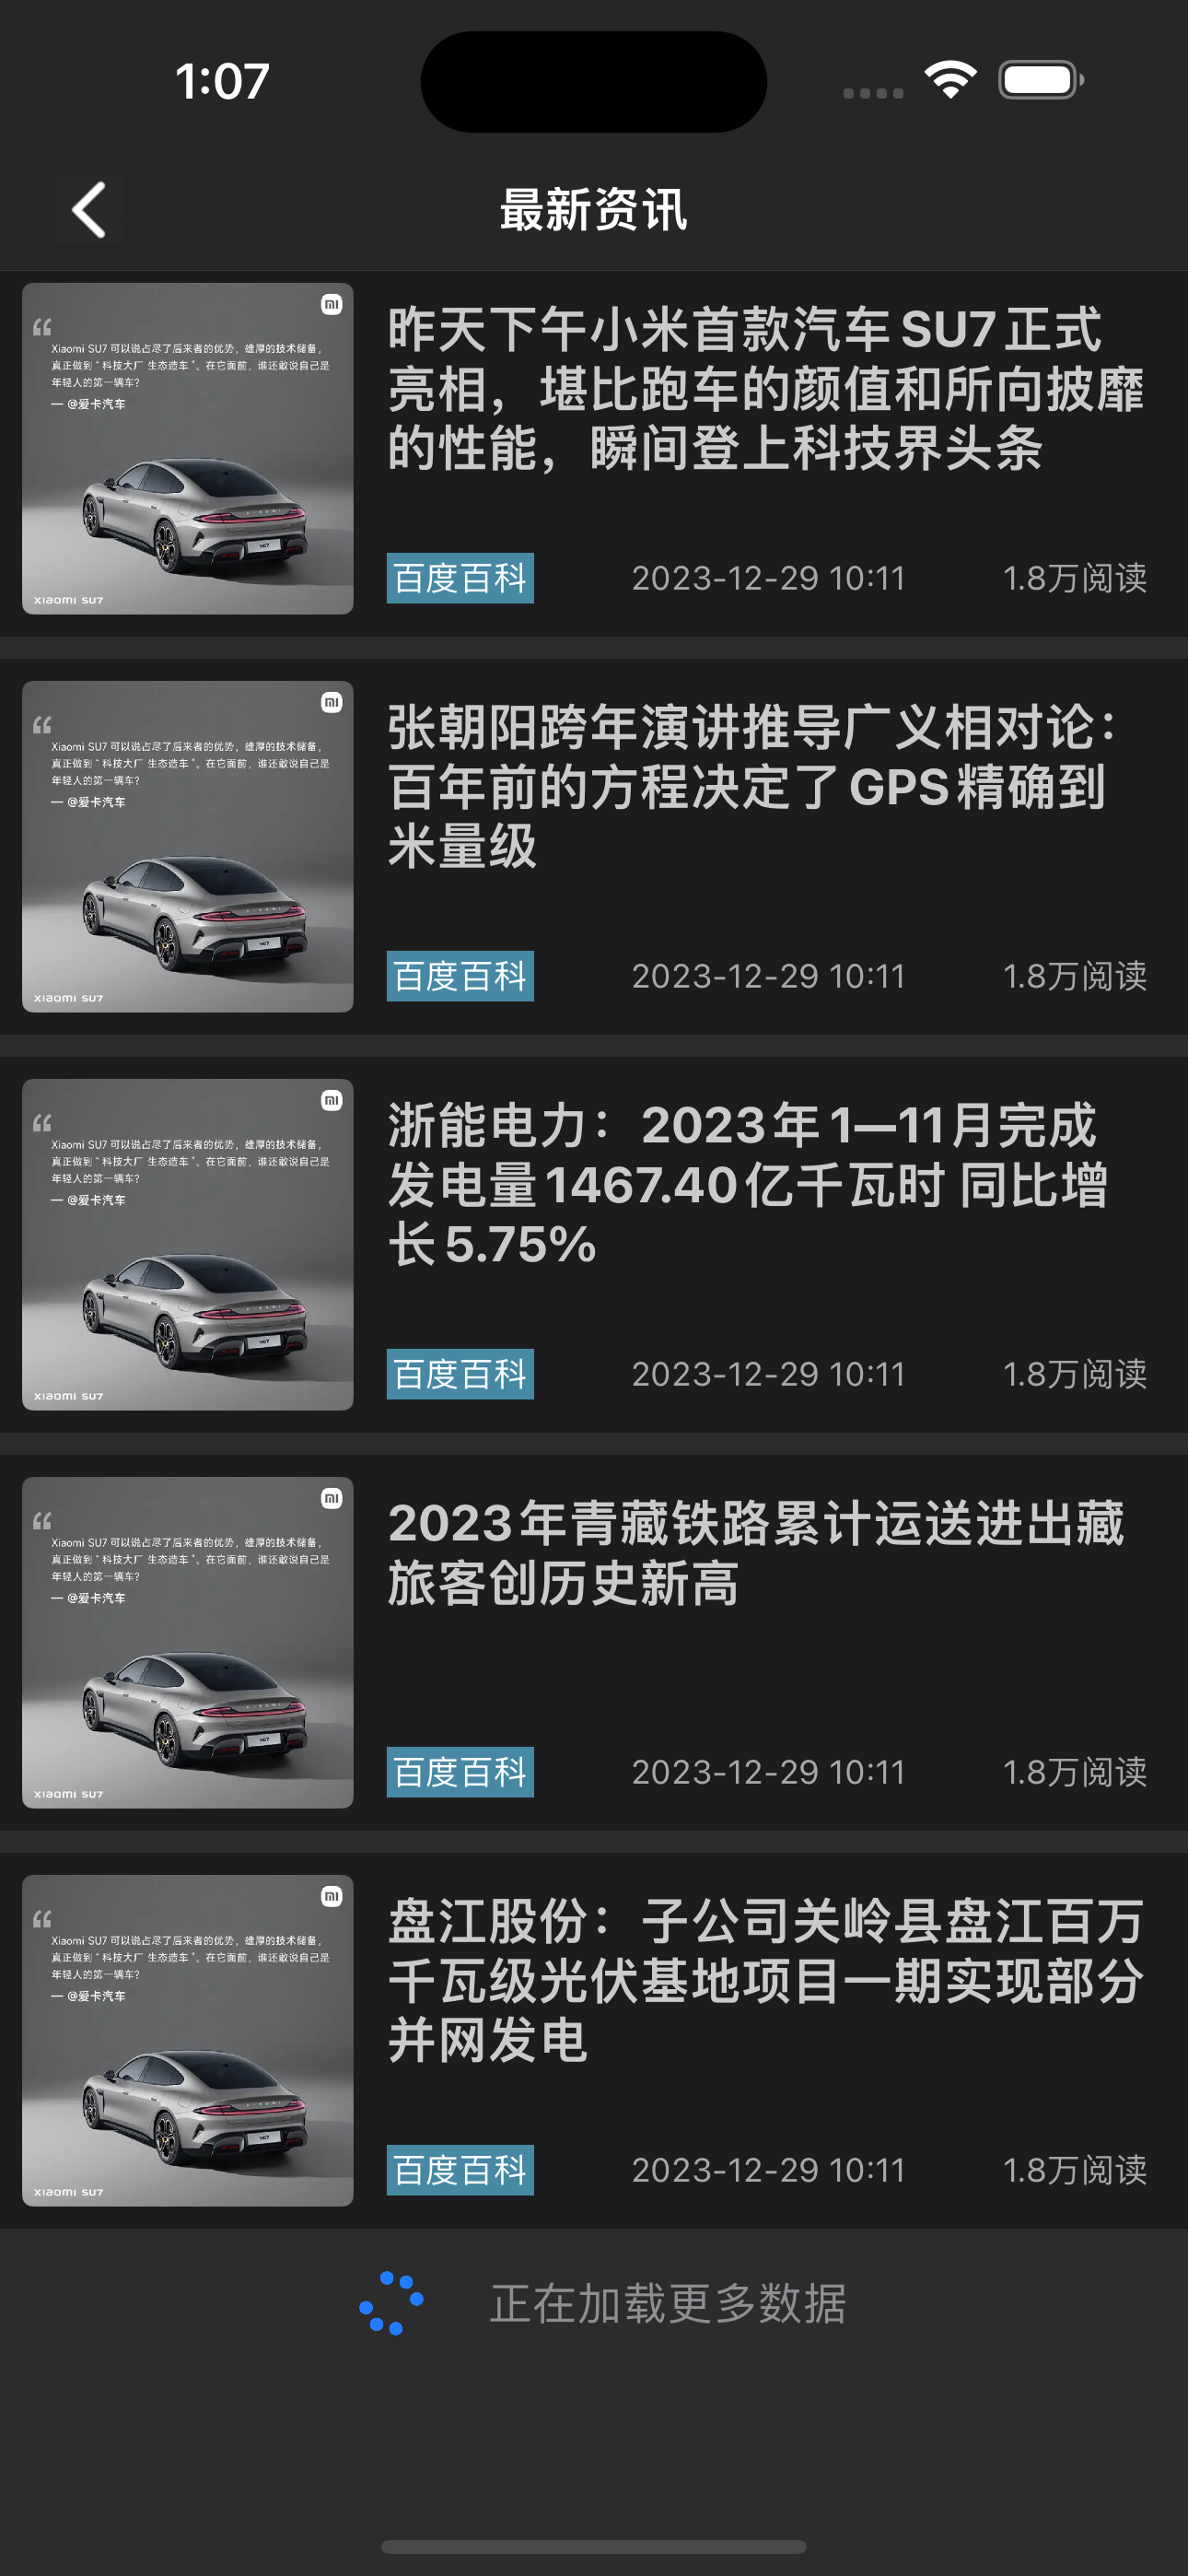 1:07
最新资讯
Xiaomi SU7 可以说占尽了后来者的优势，雄厚的技术储备，
真正做到“科技大厂 生态造车”。在它面前，谁还敢说自己是
年轻人的第一辆车？
— @爱卡汽车
SU7
xiaomi SU7
昨天下午小米首款汽车SU7正式
亮相，堪比跑车的颜值和所向披靡
的性能，瞬间登上科技界头条
百度百科 2023-12-29 10:11 1.8万阅读
Xiaomi SU7 可以说占尽了后来者的优势，雄厚的技术储备，
真正做到“科技大厂 生态造车”。在它面前，谁还敢说自己是
年轻人的第一辆车？
— @爱卡汽车
SU7
xiaomi SU7
张朝阳跨年演讲推导广义相对论：
百年前的方程决定了GPS精确到
米量级
百度百科 2023-12-29 10:11 1.8万阅读
Xiaomi SU7 可以说占尽了后来者的优势，雄厚的技术储备，
真正做到“科技大厂 生态造车”。在它面前，谁还敢说自己是
年轻人的第一辆车？
— @爱卡汽车
SU7
xiaomi SU7
浙能电力：2023年1—11月完成
发电量1467.40亿千瓦时 同比增
长5.75%
百度百科 2023-12-29 10:11 1.8万阅读
Xiaomi SU7 可以说占尽了后来者的优势，雄厚的技术储备，
真正做到“科技大厂 生态造车”。在它面前，谁还敢说自己是
年轻人的第一辆车？
— @爱卡汽车
SU7
xiaomi SU7
2023年青藏铁路累计运送进出藏
旅客创历史新高
百度百科 2023-12-29 10:11 1.8万阅读
Xiaomi SU7 可以说占尽了后来者的优势，雄厚的技术储备，
真正做到“科技大厂 生态造车”。在它面前，谁还敢说自己是
年轻人的第一辆车？
— @爱卡汽车
SU7
xiaomi SU7
盘江股份：子公司关岭县盘江百万
千瓦级光伏基地项目一期实现部分
并网发电
百度百科 2023-12-29 10:11 1.8万阅读
正在加载更多数据